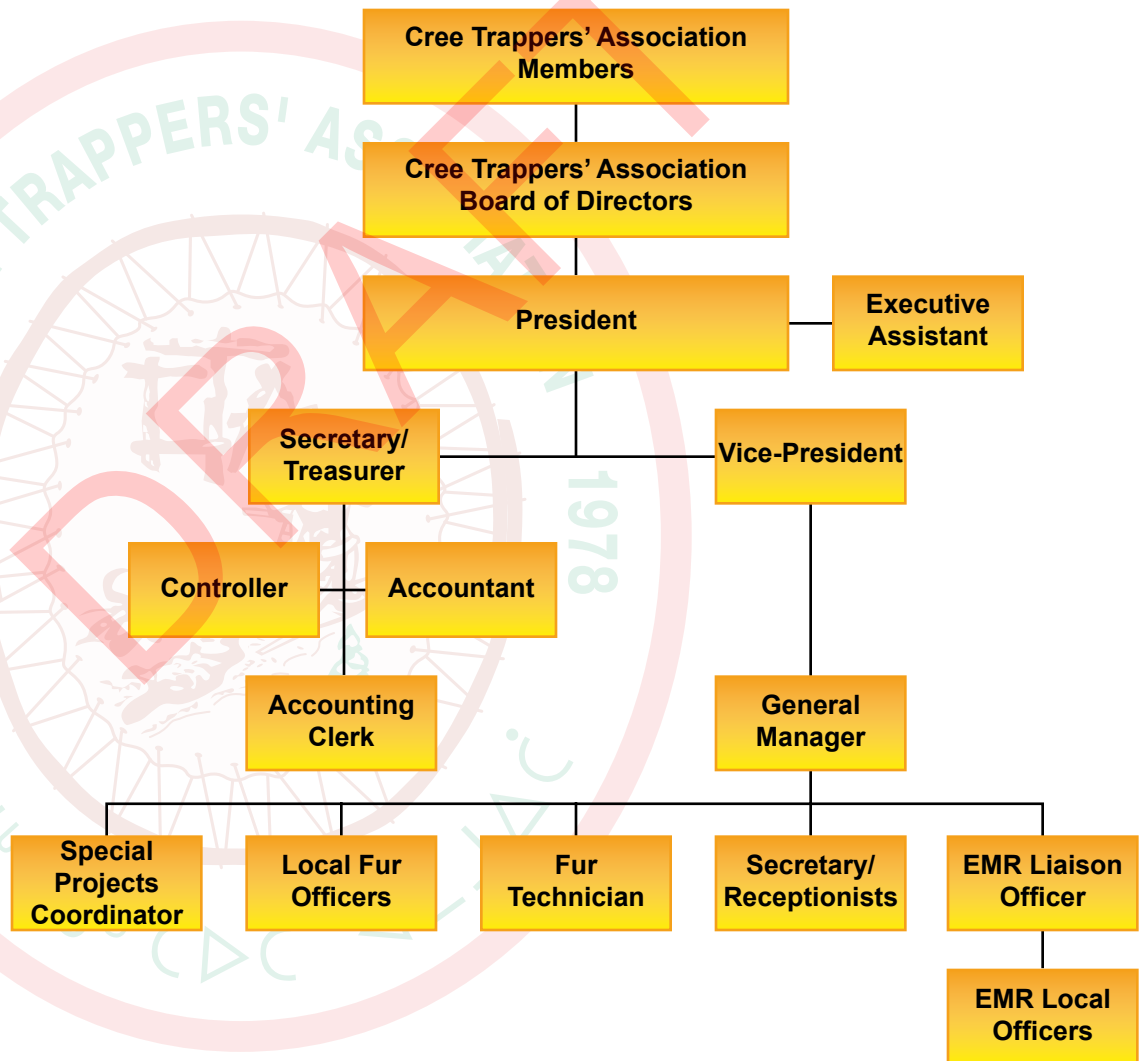 Cree Trappers' Association
Members
Cree Trappers' Association
Board of Directors
President
Executive
Assistant
Secretary/
Treasurer
Vice-President
Controller
Accountant
Accounting
Clerk
General
Manager
Special
Projects
Coordinator
Local Fur
Officers
Fur
Technician
Secretary/
Receptionists
EMR Liaison
Officer
EMR Local
Officers
DRAFT
TRAPPERS'
1978